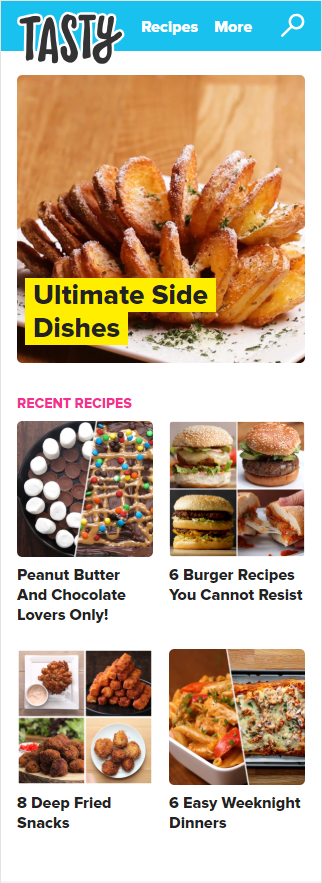 TASTY
Recipes
More
Ultimate Side
Dishes
RECENT RECIPES
Peanut Butter
And Chocolate
Lovers Only!
6 Burger Recipes
You Cannot Resist
8 Deep Fried
Snacks
6 Easy Weeknight
Dinners